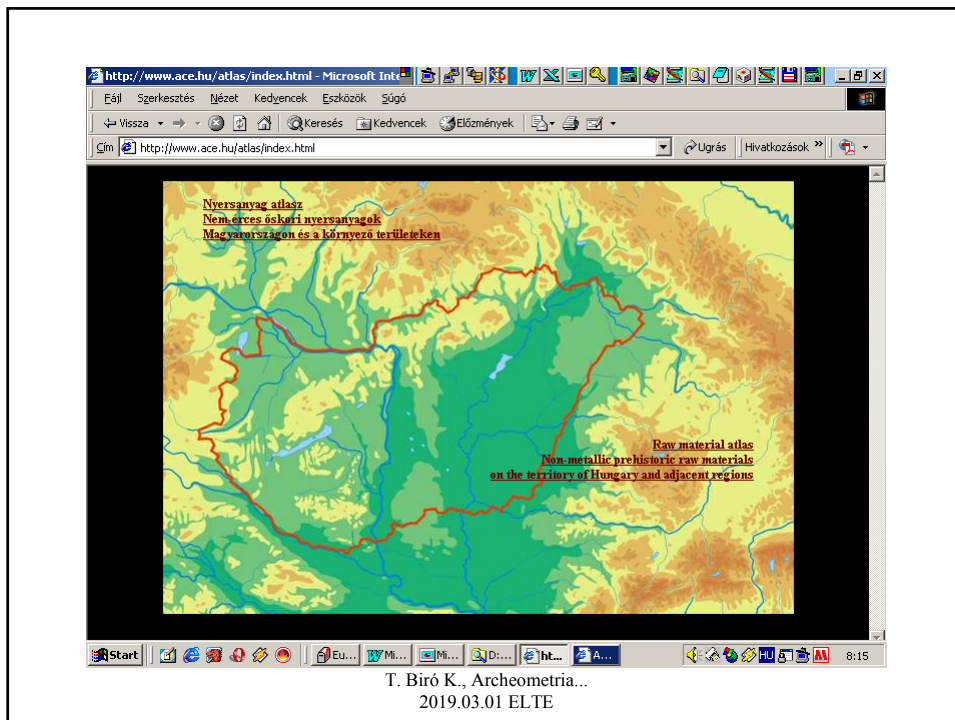 http://www.ace.hu/atlas/index.html - Microsoft Inte
Fájl Szerkesztés Nézet Kedvencek Eszközök Súgó
Vissza Keresés Kedvencek Előzmények
Cím http://www.ace.hu/atlas/index.html Ugrás Hivatkozások »
Nyersanyag atlasz
Nem-érces őskori nyersanyagok
Magyarországon és a környező területeken
Raw material atlas
Non-metallic prehistoric raw materials
on the territory of Hungary and adjacent regions
Start Eu... Mi... Mi... D:... ht... A... HU 8:15
T. Biró K., Archeometria...
2019.03.01 ELTE